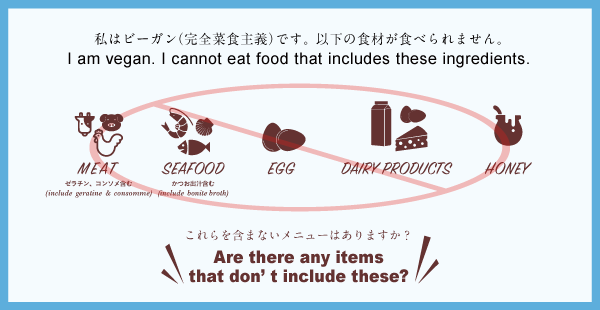 私はビーガン(完全菜食主義)です。以下の食材が食べられません。
I am vegan. I cannot eat food that includes these ingredients.
MEAT
ゼラチン、コンソメ含む
(include geratine & consomme)
SEAFOOD
かつお出汁含む
(include bonito broth)
EGG
DAIRY PRODUCTS
HONEY
これらを含まないメニューはありますか?
Are there any items
that don' t include these?